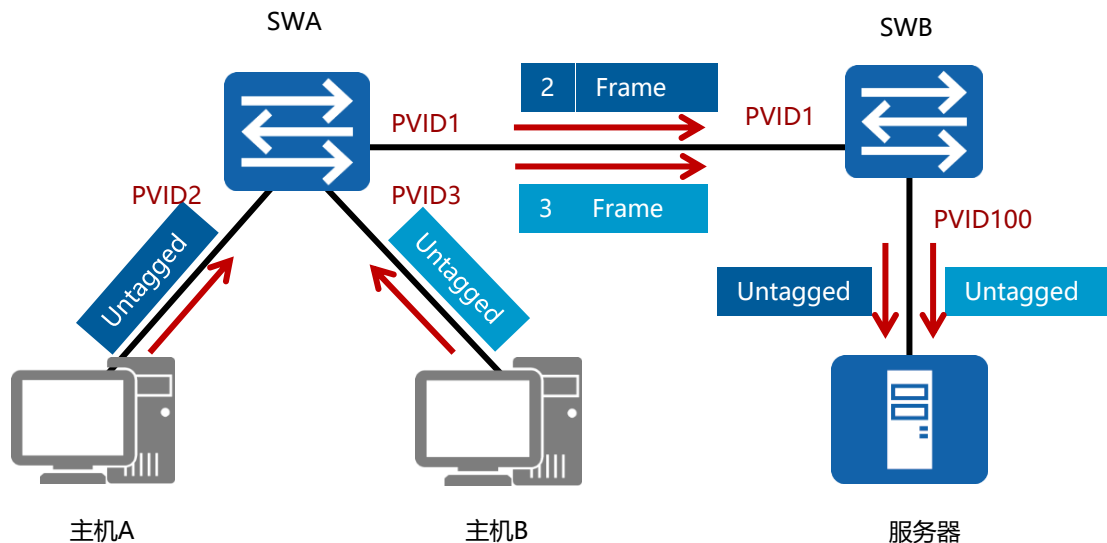 SWA
SWB
2 Frame
PVID1
PVID1
3 Frame
PVID2
PVID3
Untagged
Untagged
PVID100
Untagged
Untagged
主机A
主机B
服务器